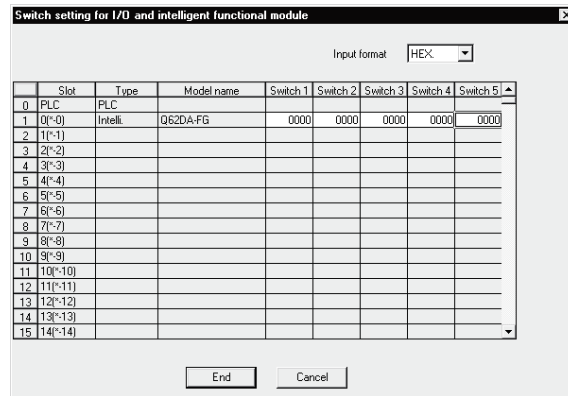 Switch setting for I/O and intelligent functional module
Input format HEX.
Slot Type Model name Switch 1 Switch 2 Switch 3 Switch 4 Switch 5
0 PLC PLC
1 0(*-0) Intelli. Q62DA-FG 0000 0000 0000 0000 0000
2 1(*-1)
3 2(*-2)
4 3(*-3)
5 4(*-4)
6 5(*-5)
7 6(*-6)
8 7(*-7)
9 8(*-8)
10 9(*-9)
11 10(*-10)
12 11(*-11)
13 12(*-12)
14 13(*-13)
15 14(*-14)
End Cancel